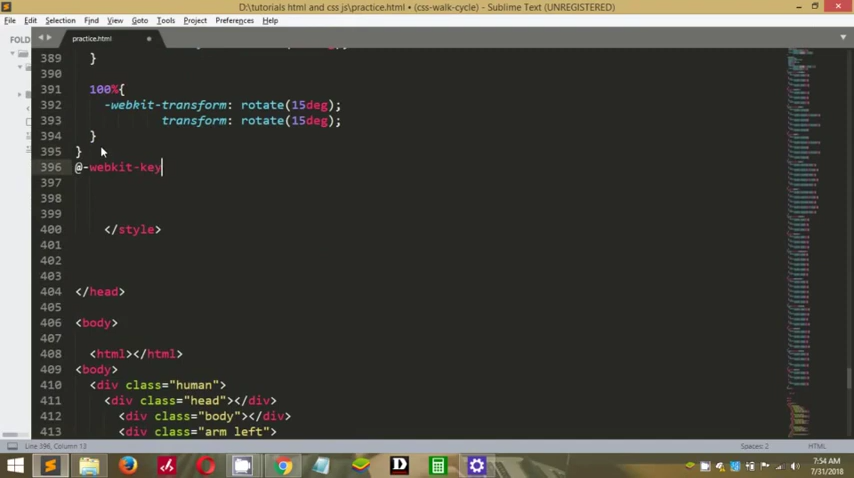 D:\tutorials html and css js\practice.html • (css-walk-cycle) - Sublime Text (UNREGISTERED)
File Edit Selection Find View Goto Tools Project Preferences Help
FOLD
practice.html
389 }
390
391 100%{
392 -webkit-transform: rotate(15deg);
393 transform: rotate(15deg);
394 }
395 }
396 @-webkit-key
397
398
399
400 </style>
401
402
403
404 </head>
405
406 <body>
407
408 <html></html>
409 <body>
410 <div class="human">
411 <div class="head"></div>
412 <div class="body"></div>
413 <div class="arm left">
Line 396, Column 13
Spaces: 2
HTML
7:54 AM
7/31/2018